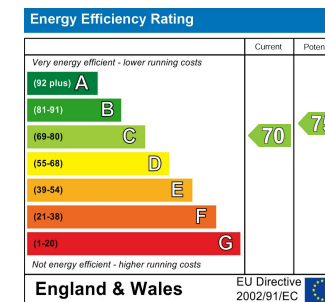 Energy Efficiency Rating
Current
Very energy efficient - lower running costs
(92 plus) A
(81-91) B
(69-80) C
70
(55-68) D
(39-54) E
(21-38) F
(1-20) G
Not energy efficient - higher running costs
England & Wales
EU Directive
2002/91/EC